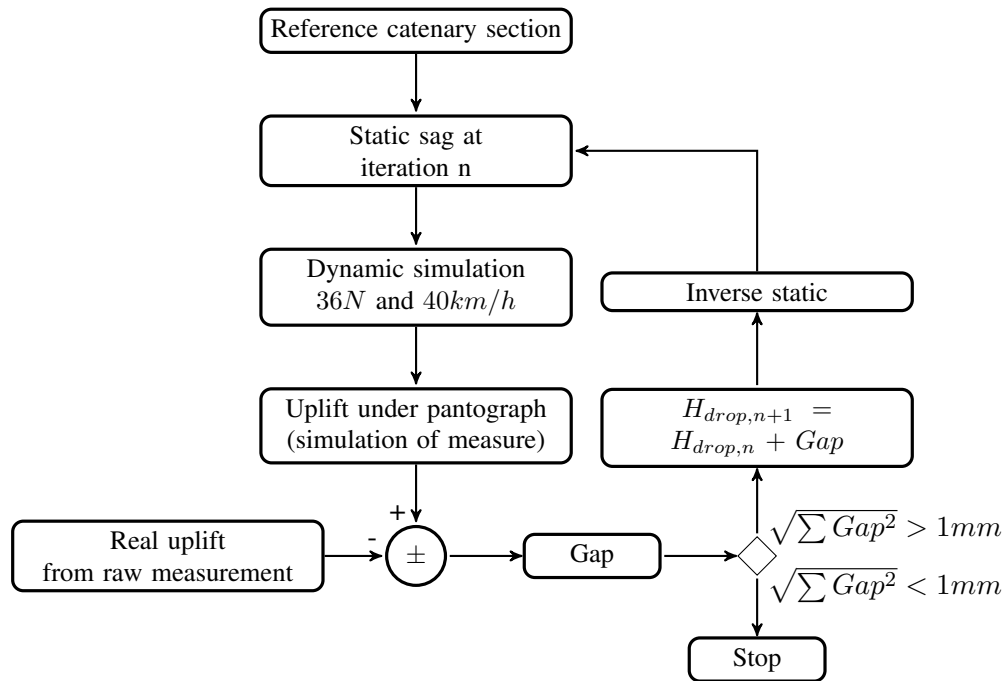 Reference catenary section
Static sag at
iteration n
Dynamic simulation
36N and 40km/h
Inverse static
Uplift under pantograph
(simulation of measure)
H_{drop,n+1} =
H_{drop,n} + Gap
+
-
Real uplift
from raw measurement
±
Gap
√∑ Gap² > 1mm
√∑ Gap² < 1mm
Stop